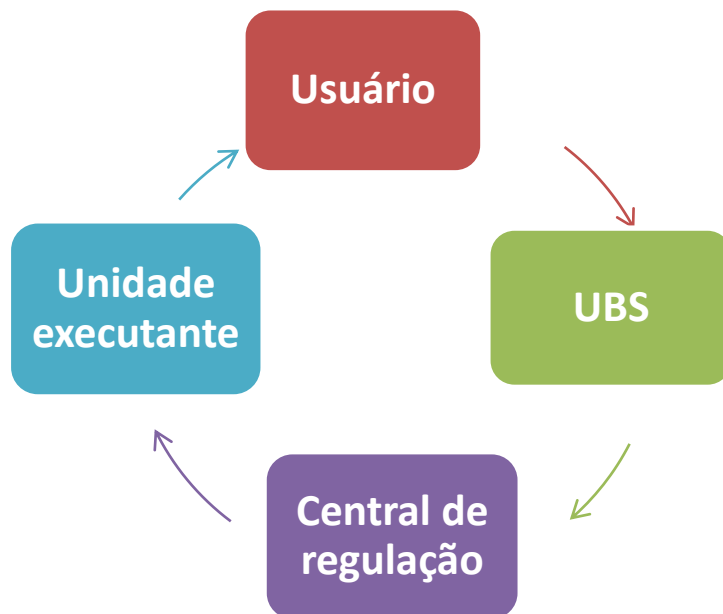 Usuário
UBS
Central de
regulação
Unidade
executante